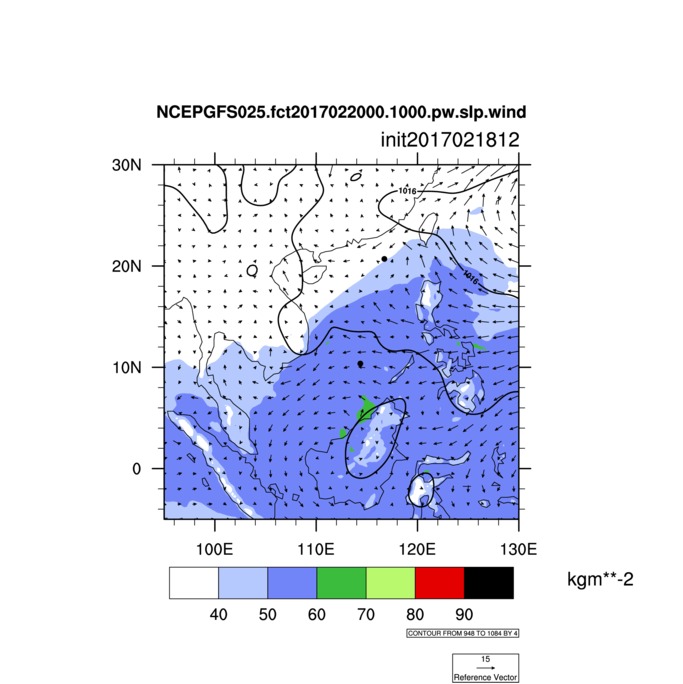 NCEPGFS025.fct2017022000.1000.pw.slp.wind
init2017021812
30N
1016
20N
1016
10N
0
100E 110E 120E 130E
kgm**-2
40 50 60 70 80 90
CONTOUR FROM 948 TO 1084 BY 4
15
Reference Vector